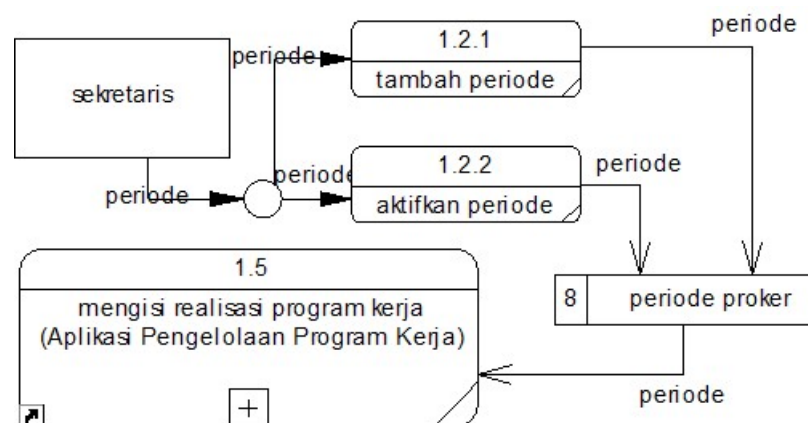 sekretaris
periode
periode
periode
1.2.1
tambah periode
periode
1.2.2
aktifkan periode
periode
8
periode proker
periode
1.5
mengisi realisasi program kerja
(Aplikasi Pengelolaan Program Kerja)
+